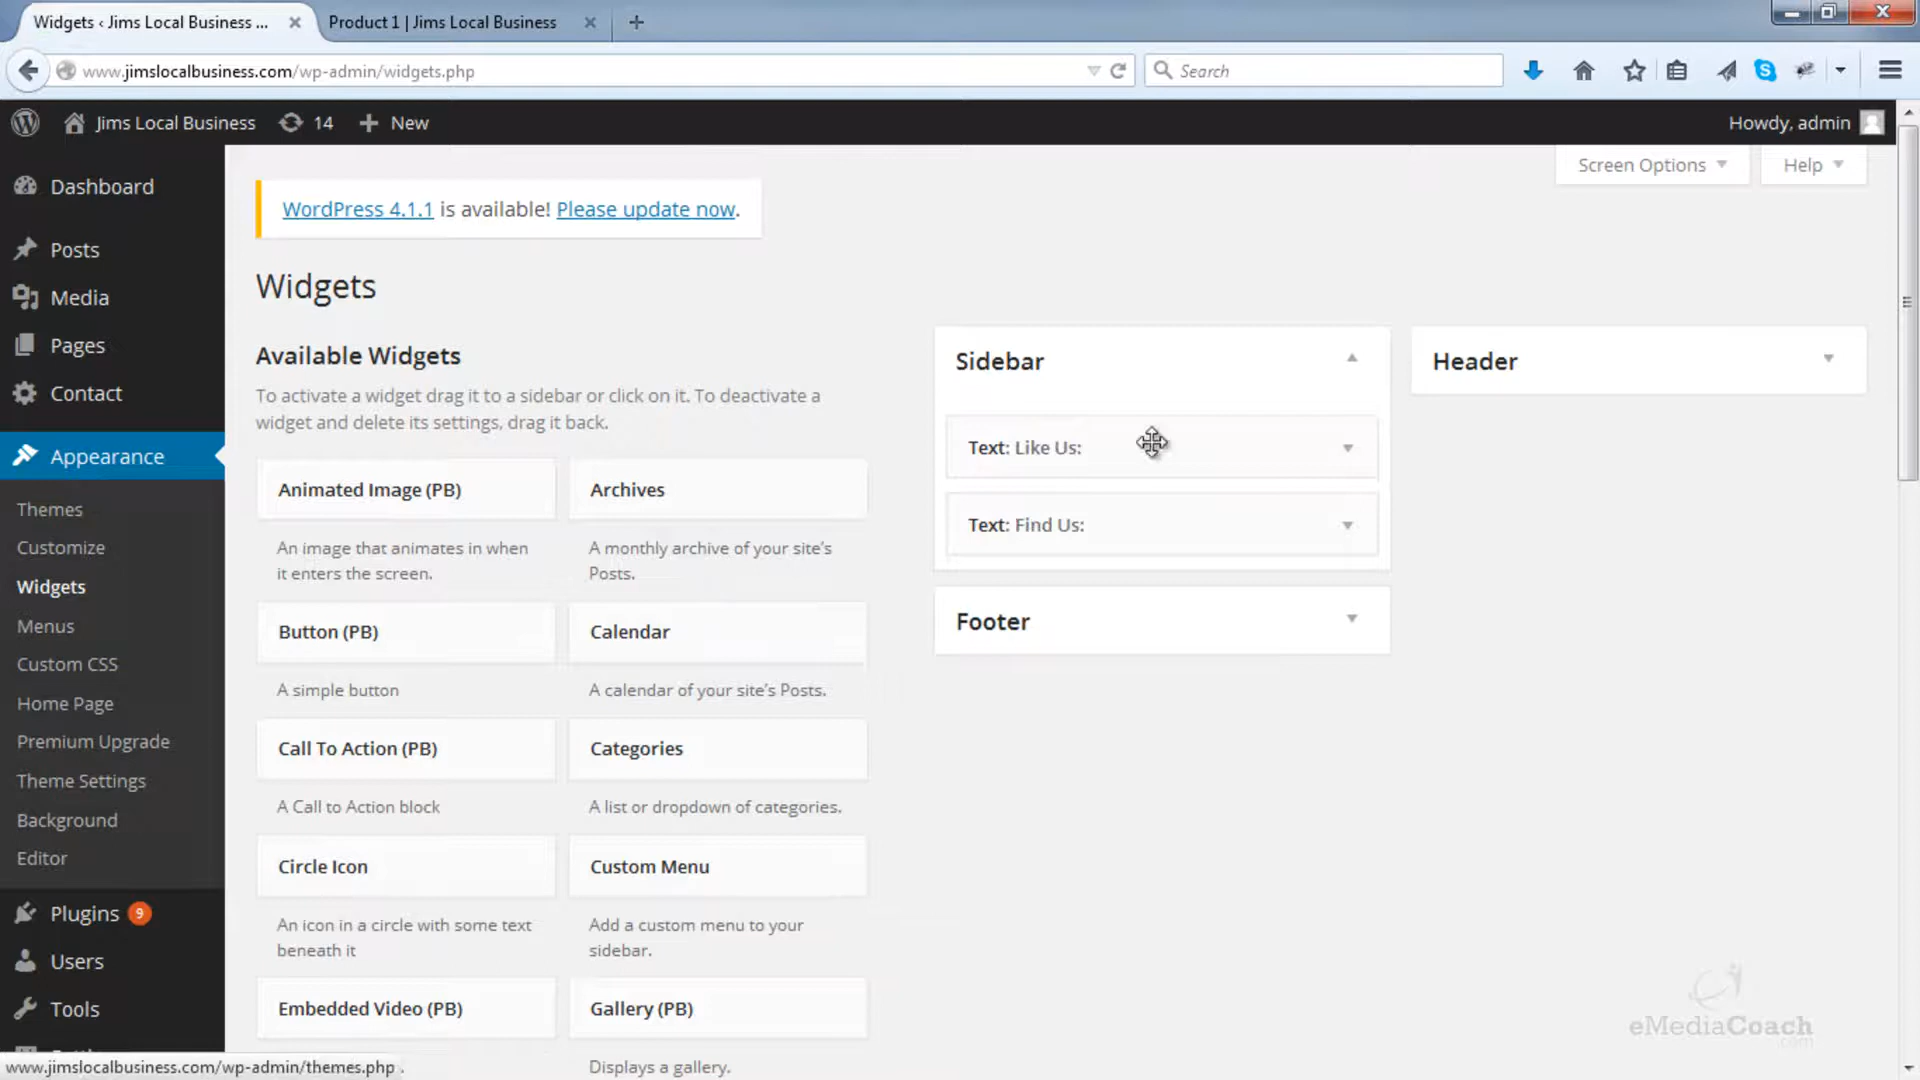 Widgets ‹ Jims Local Business ...
Product 1 | Jims Local Business
www.jimslocalbusiness.com/wp-admin/widgets.php
Search
Jims Local Business
14
New
Howdy, admin
Screen Options
Help
Dashboard
Posts
Media
Pages
Contact
Appearance
Themes
Customize
Widgets
Menus
Custom CSS
Home Page
Premium Upgrade
Theme Settings
Background
Editor
Plugins 9
Users
Tools
WordPress 4.1.1 is available! Please update now.
Widgets
Available Widgets
To activate a widget drag it to a sidebar or click on it. To deactivate a
widget and delete its settings, drag it back.
Animated Image (PB)
An image that animates in when
it enters the screen.
Archives
A monthly archive of your site's
Posts.
Button (PB)
A simple button
Calendar
A calendar of your site's Posts.
Call To Action (PB)
A Call to Action block
Categories
A list or dropdown of categories.
Circle Icon
An icon in a circle with some text
beneath it
Custom Menu
Add a custom menu to your
sidebar.
Embedded Video (PB)
Gallery (PB)
Displays a gallery.
Sidebar
Text: Like Us:
Text: Find Us:
Footer
Header
eMediaCoach
.com
www.jimslocalbusiness.com/wp-admin/themes.php